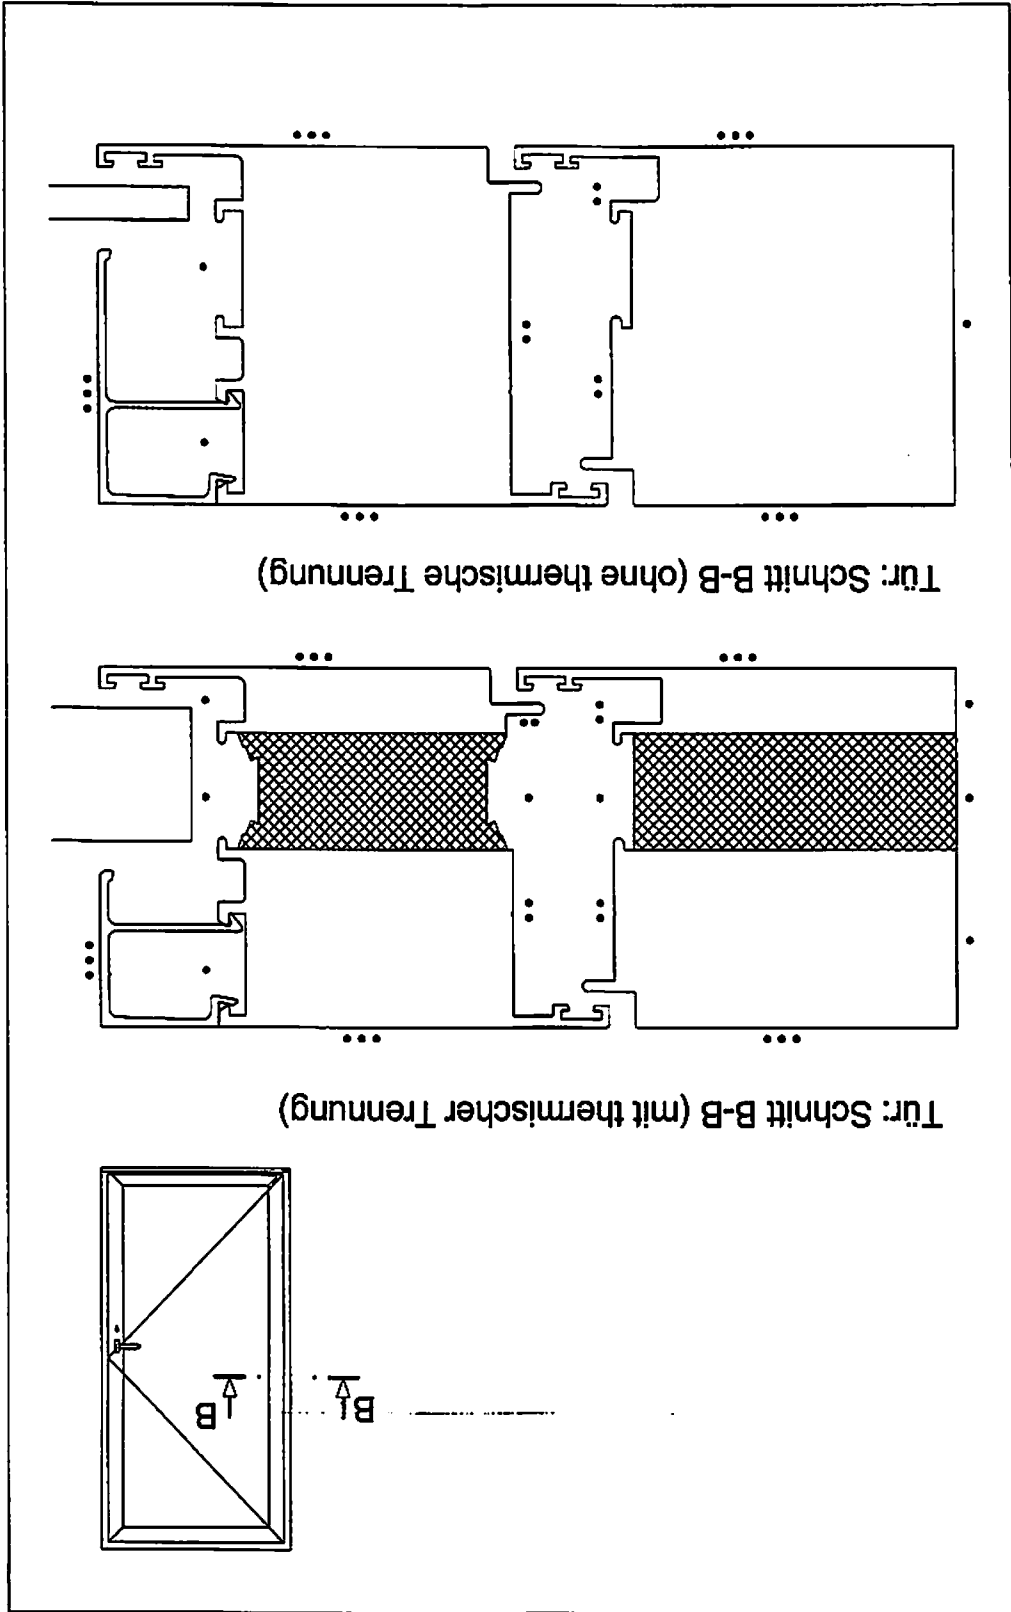 B B
Tür: Schnitt B-B (mit thermischer Trennung)
Tür: Schnitt B-B (ohne thermische Trennung)